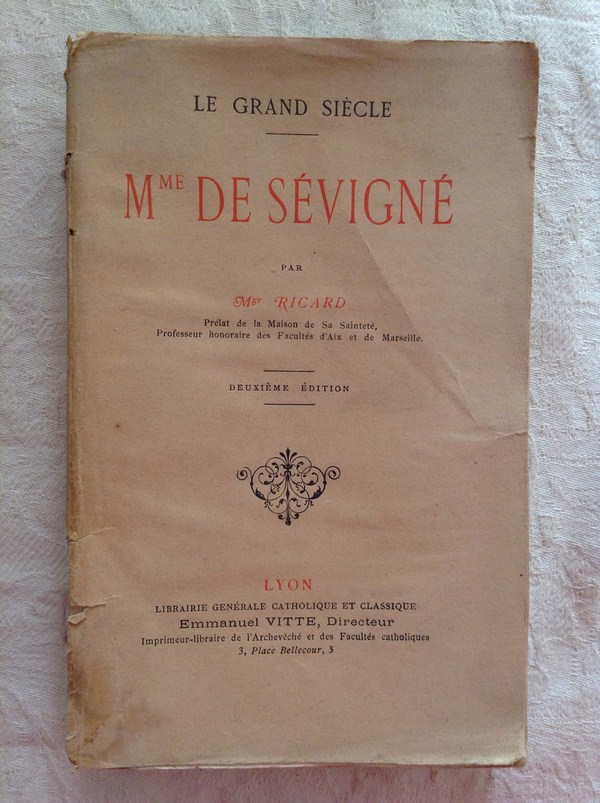 LE GRAND SIÈCLE
MME DE SÉVIGNÉ
PAR
Mgr RICARD
Prélat de la Maison de Sa Sainteté,
Professeur honoraire des Facultés d'Aix et de Marseille.
DEUXIÈME ÉDITION
LYON
LIBRAIRIE GENÉRALE CATHOLIQUE ET CLASSIQUE
Emmanuel VITTE, Directeur
Imprimeur-libraire de l'Archevêché et des Facultés catholiques
3, Place Bellecour, 3